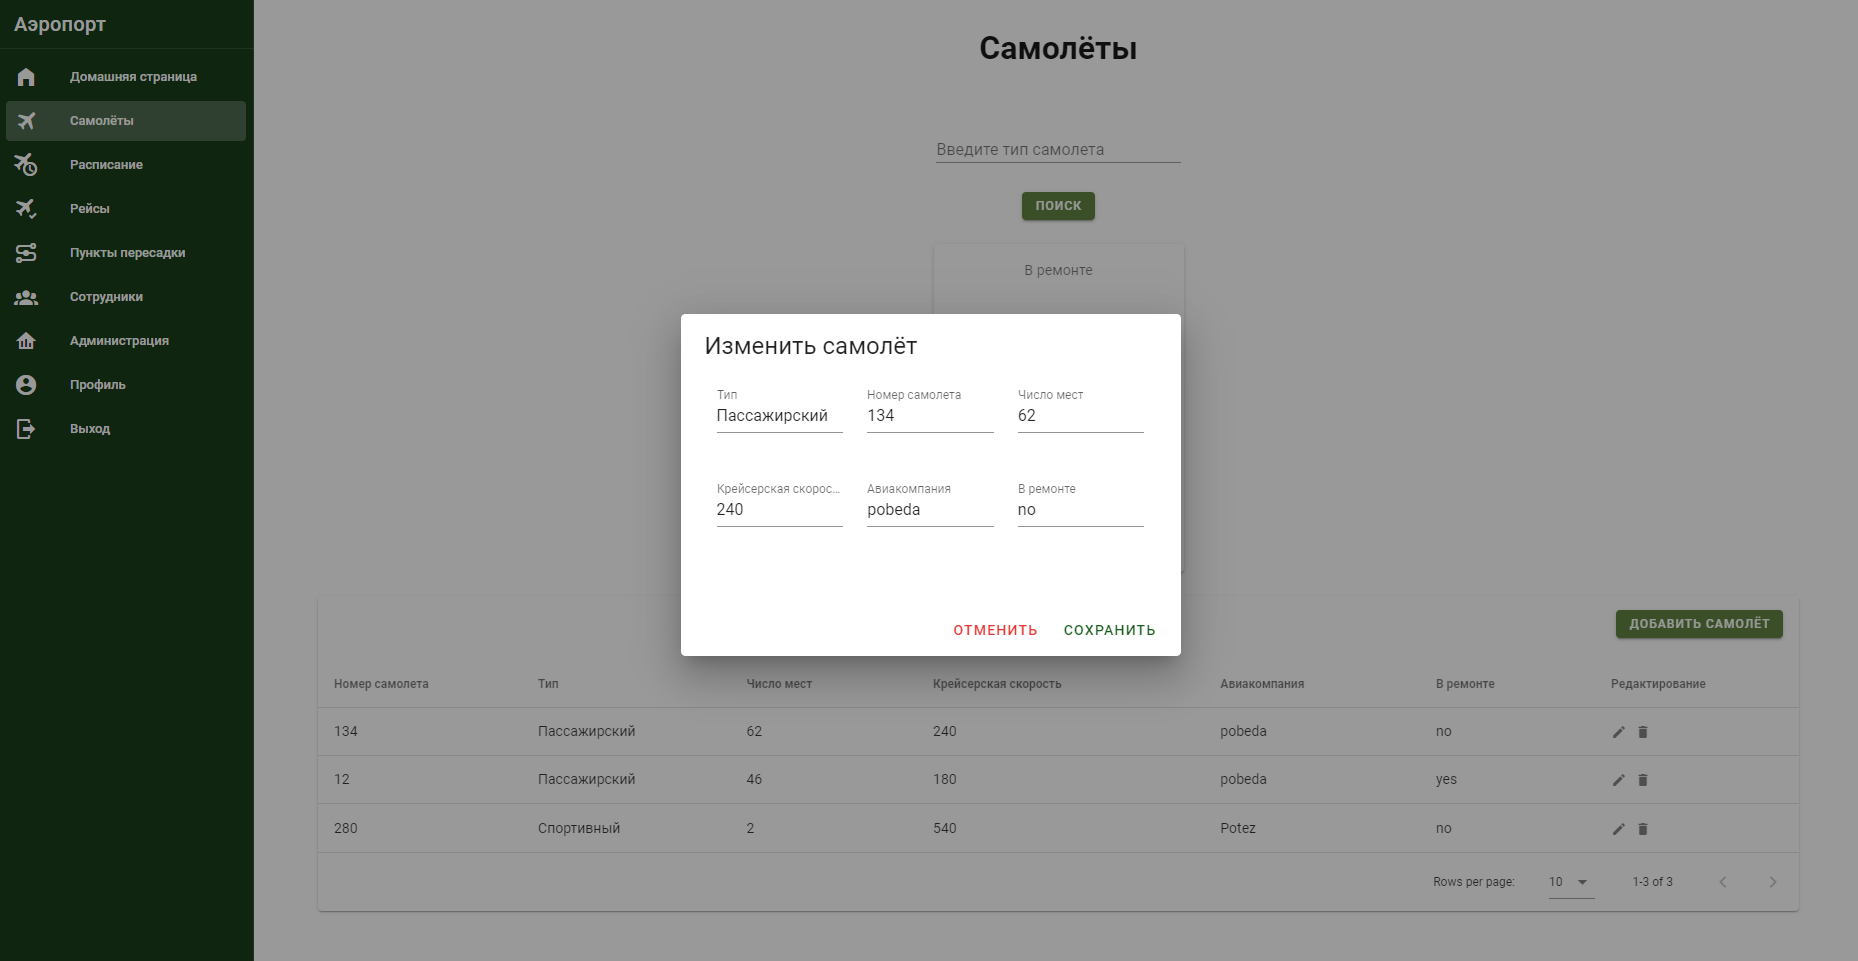 Аэропорт
Домашняя страница
Самолёты
Расписание
Рейсы
Пункты пересадки
Сотрудники
Администрация
Профиль
Выход
Самолёты
Введите тип самолета
ПОИСК
В ремонте
Изменить самолёт
Тип Номер самолета Число мест
Пассажирский 134 62
Крейсерская скорос... Авиакомпания В ремонте
240 pobeda no
ОТМЕНИТЬ СОХРАНИТЬ
ДОБАВИТЬ САМОЛЁТ
Номер самолета Тип Число мест Крейсерская скорость Авиакомпания В ремонте Редактирование
134 Пассажирский 62 240 pobeda no
12 Пассажирский 46 180 pobeda yes
280 Спортивный 2 540 Potez no
Rows per page: 10 1-3 of 3